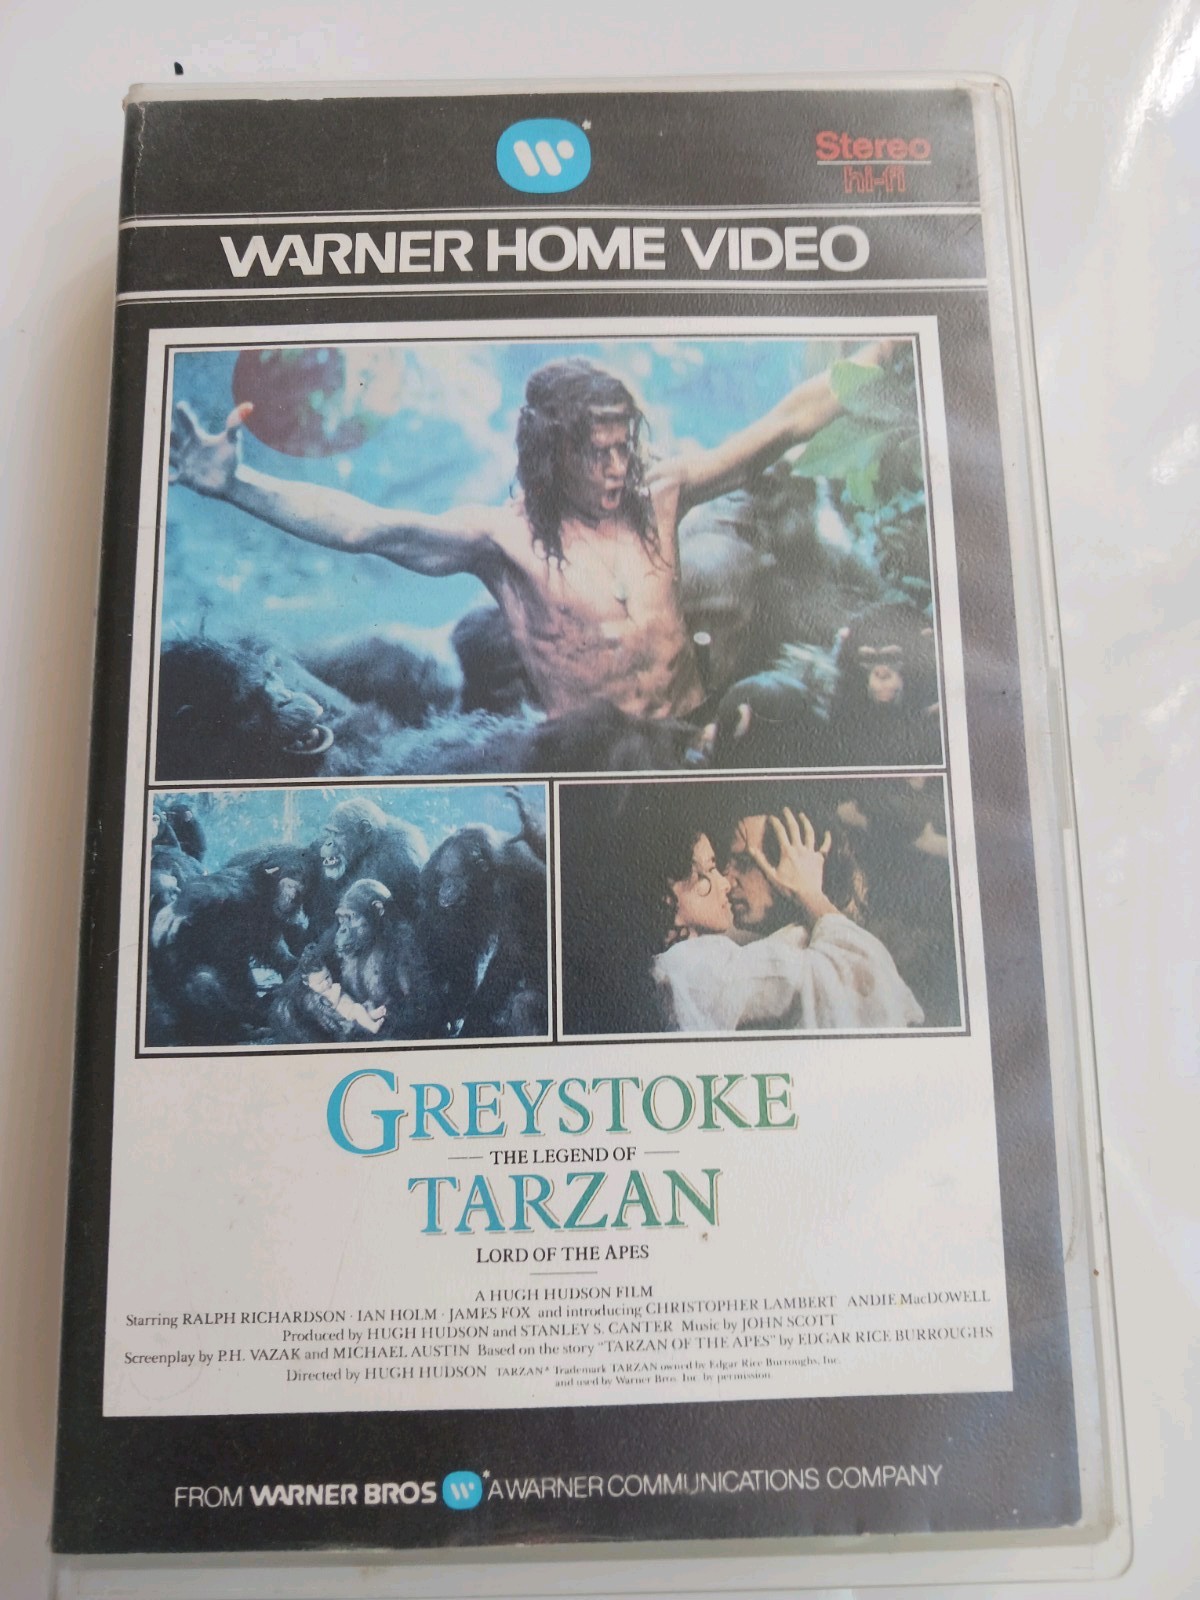 Stereo
hi-fi
WARNER HOME VIDEO
GREYSTOKE
THE LEGEND OF
TARZAN
LORD OF THE APES
A HUGH HUDSON FILM
Starring RALPH RICHARDSON · IAN HOLM · JAMES FOX and introducing CHRISTOPHER LAMBERT ANDIE MacDOWELL
Produced by HUGH HUDSON and STANLEY S. CANTER Music by JOHN SCOTT
Screenplay by P.H. VAZAK and MICHAEL AUSTIN Based on the story "TARZAN OF THE APES" by EDGAR RICE BURROUGHS
Directed by HUGH HUDSON TARZAN® Trademark TARZAN owned by Edgar Rice Burroughs, Inc.
and used by Warner Bros. Inc. by permission
FROM WARNER BROS * A WARNER COMMUNICATIONS COMPANY